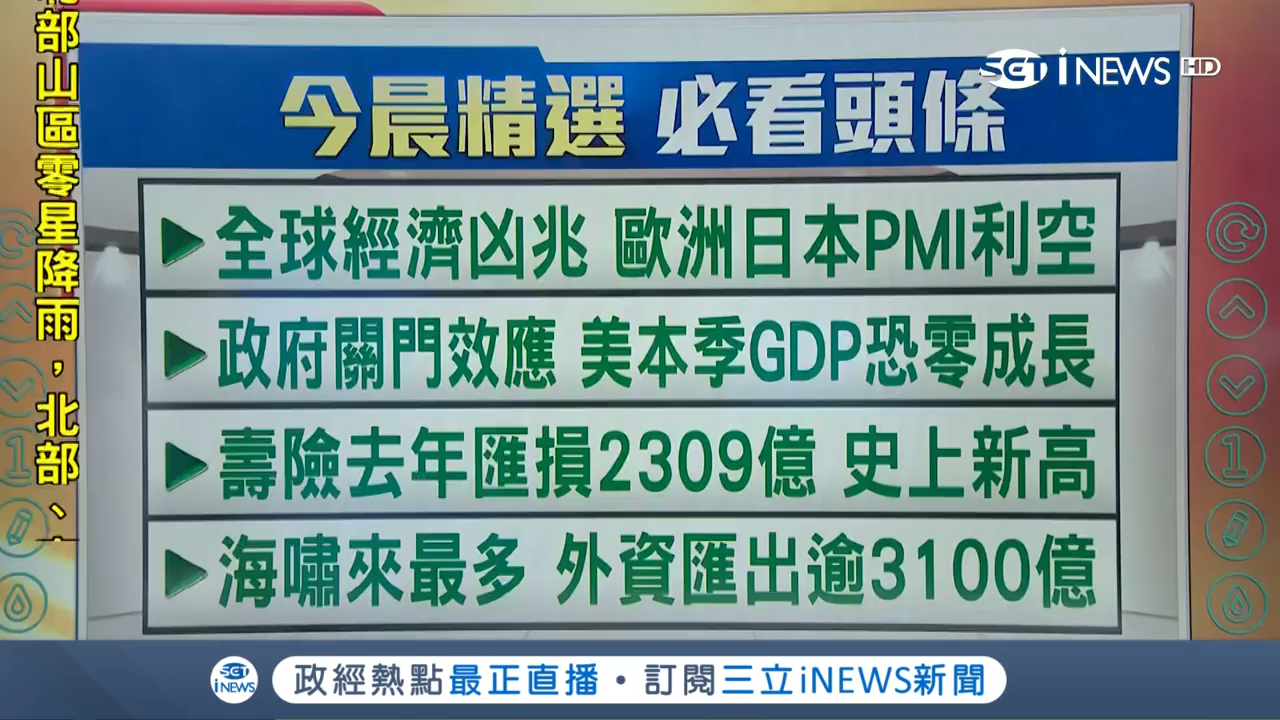 部山區零星降雨，北部、
SET iNEWS HD
今晨精選 必看頭條
全球經濟凶兆 歐洲日本PMI利空
政府關門效應 美本季GDP恐零成長
壽險去年匯損2309億 史上新高
海嘯來最多 外資匯出逾3100億
SET iNEWS 政經熱點最正直播・訂閱三立iNEWS新聞